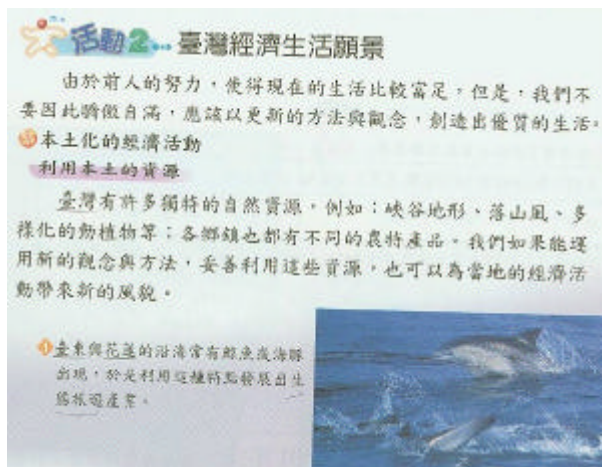 活動2 臺灣經濟生活願景
由於前人的努力，使得現在的生活比較富足，但是，我們不
要因此驕傲自滿，應該以更新的方法與觀念，創造出優質的生活。
本土化的經濟活動
利用本土的資源
臺灣有許多獨特的自然資源，例如：峽谷地形、落山風、多
樣化的動植物等；各鄉鎮也都有不同的農特產品。我們如果能運
用新的觀念與方法，妥善利用這些資源，也可以為當地的經濟活
動帶來新的風貌。
1 臺東與花蓮的沿海常有鯨魚或海豚
出現，於是利用這種特點發展出生
態旅遊產業。